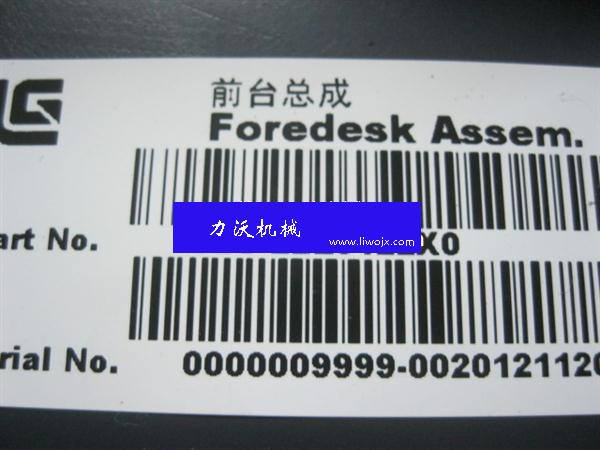 前台总成
Foredesk Assem.
力沃机械
www.liwojx.com
art No.
X0
rial No.
0000009999-0020121120